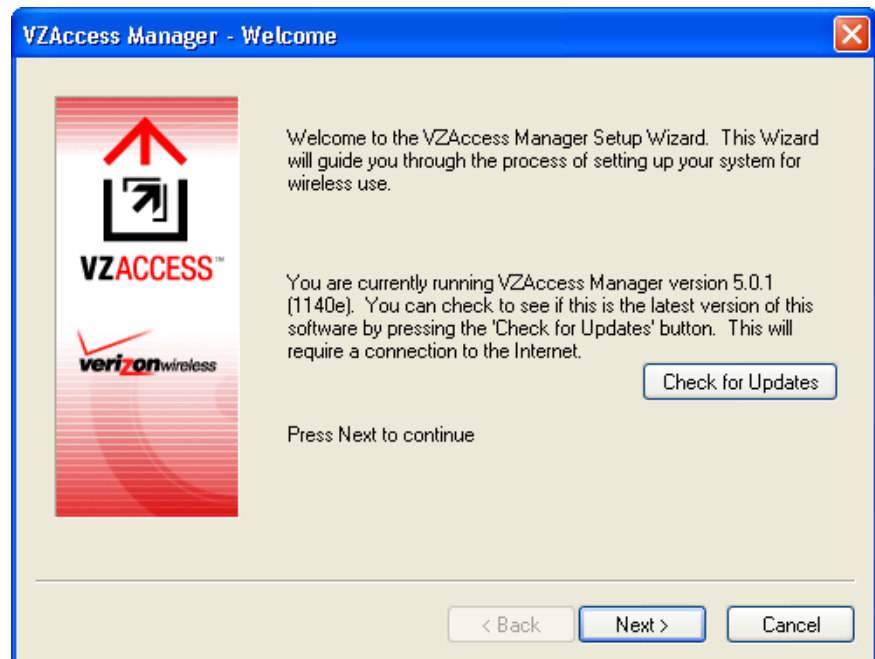 VZAccess Manager - Welcome
VZACCESS™
verizonwireless
Welcome to the VZAccess Manager Setup Wizard. This Wizard
will guide you through the process of setting up your system for
wireless use.
You are currently running VZAccess Manager version 5.0.1
(1140e). You can check to see if this is the latest version of this
software by pressing the 'Check for Updates' button. This will
require a connection to the Internet.
Check for Updates
Press Next to continue
< Back
Next >
Cancel